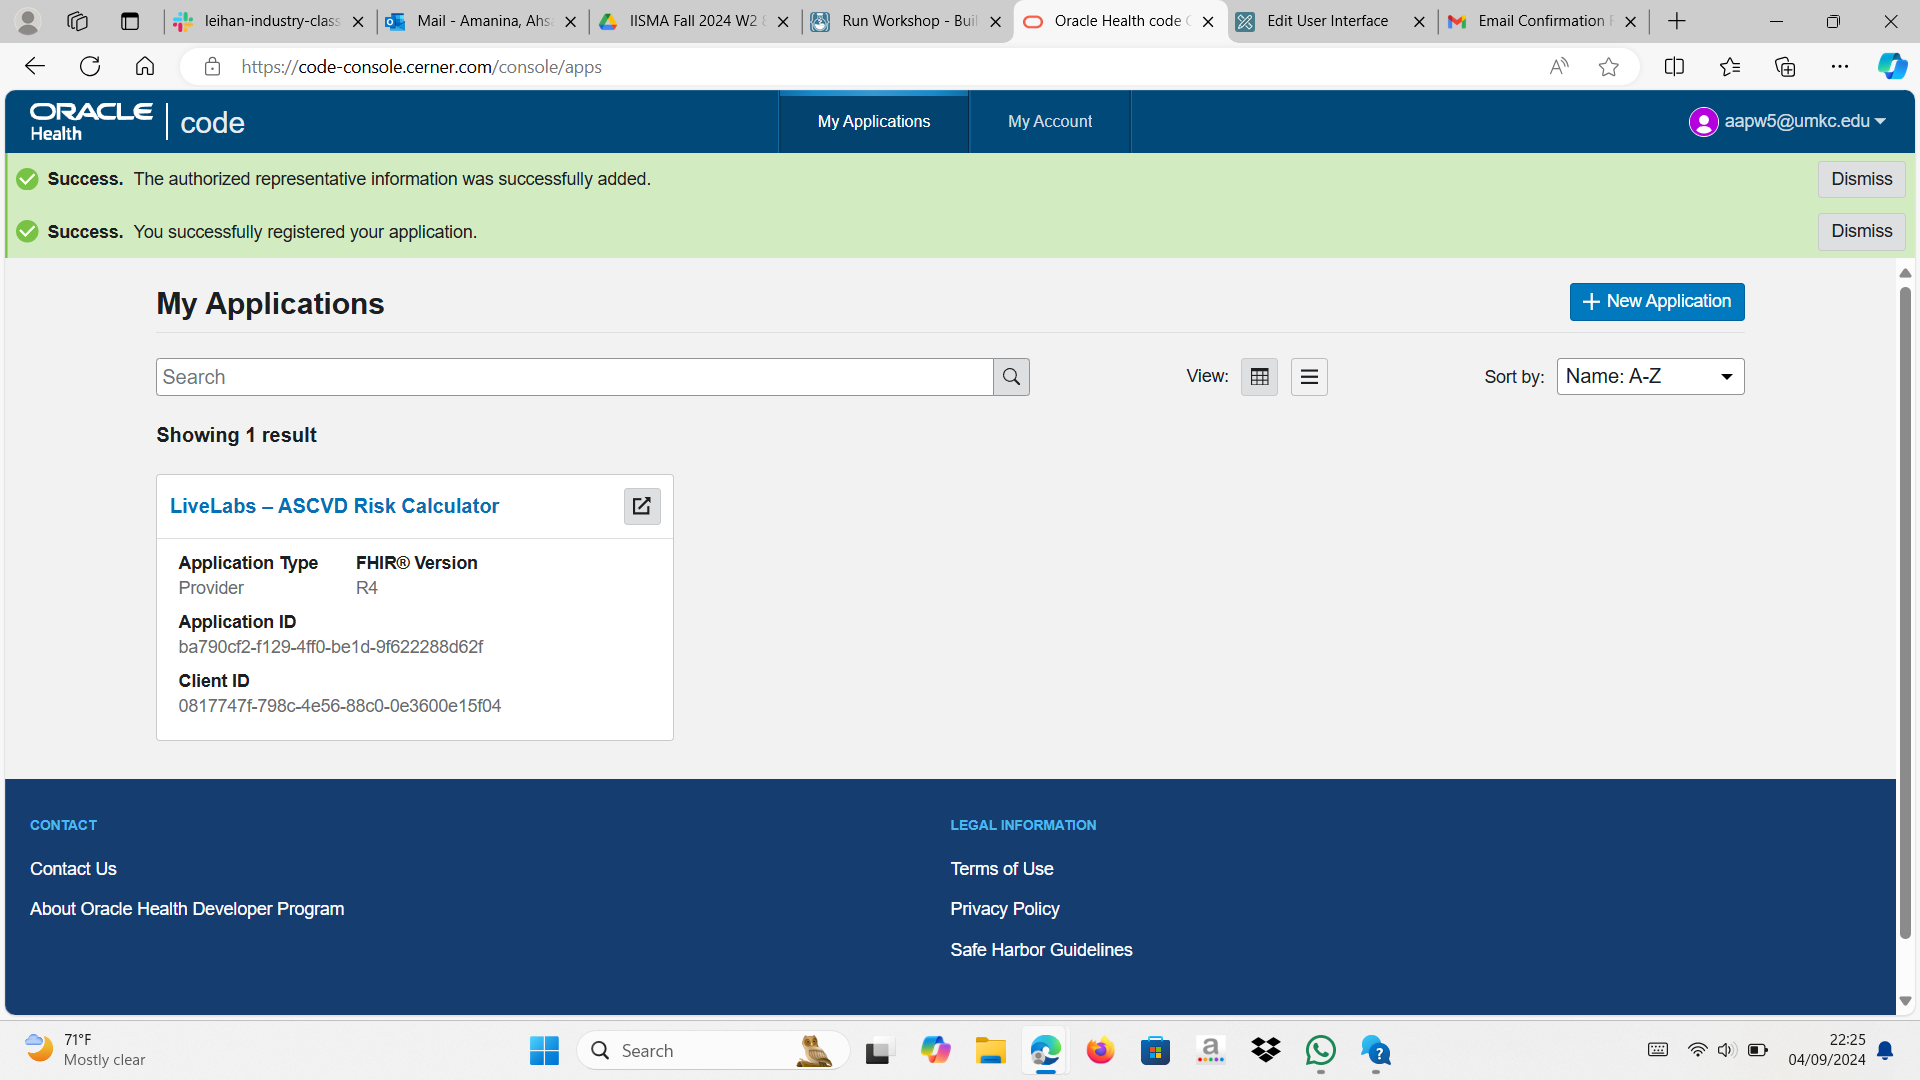 leihan-industry-class
Mail - Amanina, Ahsa
IISMA Fall 2024 W2 &
Run Workshop - Buil
Oracle Health code C
Edit User Interface
Email Confirmation F
https://code-console.cerner.com/console/apps
ORACLE Health code
My Applications
My Account
aapw5@umkc.edu
Success. The authorized representative information was successfully added.
Dismiss
Success. You successfully registered your application.
Dismiss
My Applications
+ New Application
Search
View:
Sort by:
Name: A-Z
Showing 1 result
LiveLabs – ASCVD Risk Calculator
Application Type FHIR® Version
Provider R4
Application ID
ba790cf2-f129-4ff0-be1d-9f622288d62f
Client ID
0817747f-798c-4e56-88c0-0e3600e15f04
CONTACT
Contact Us
About Oracle Health Developer Program
LEGAL INFORMATION
Terms of Use
Privacy Policy
Safe Harbor Guidelines
71°F
Mostly clear
Search
22:25
04/09/2024